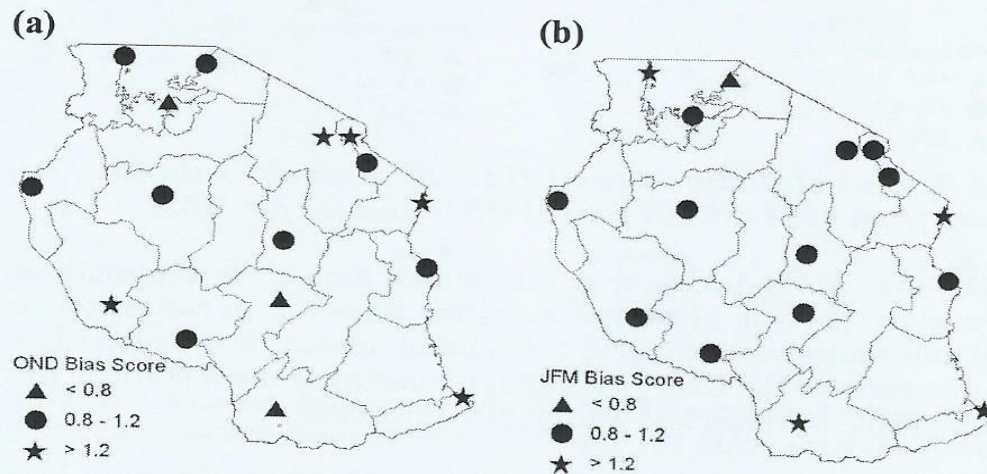 (a)
OND Bias Score
< 0.8
0.8 - 1.2
> 1.2
(b)
JFM Bias Score
< 0.8
0.8 - 1.2
> 1.2